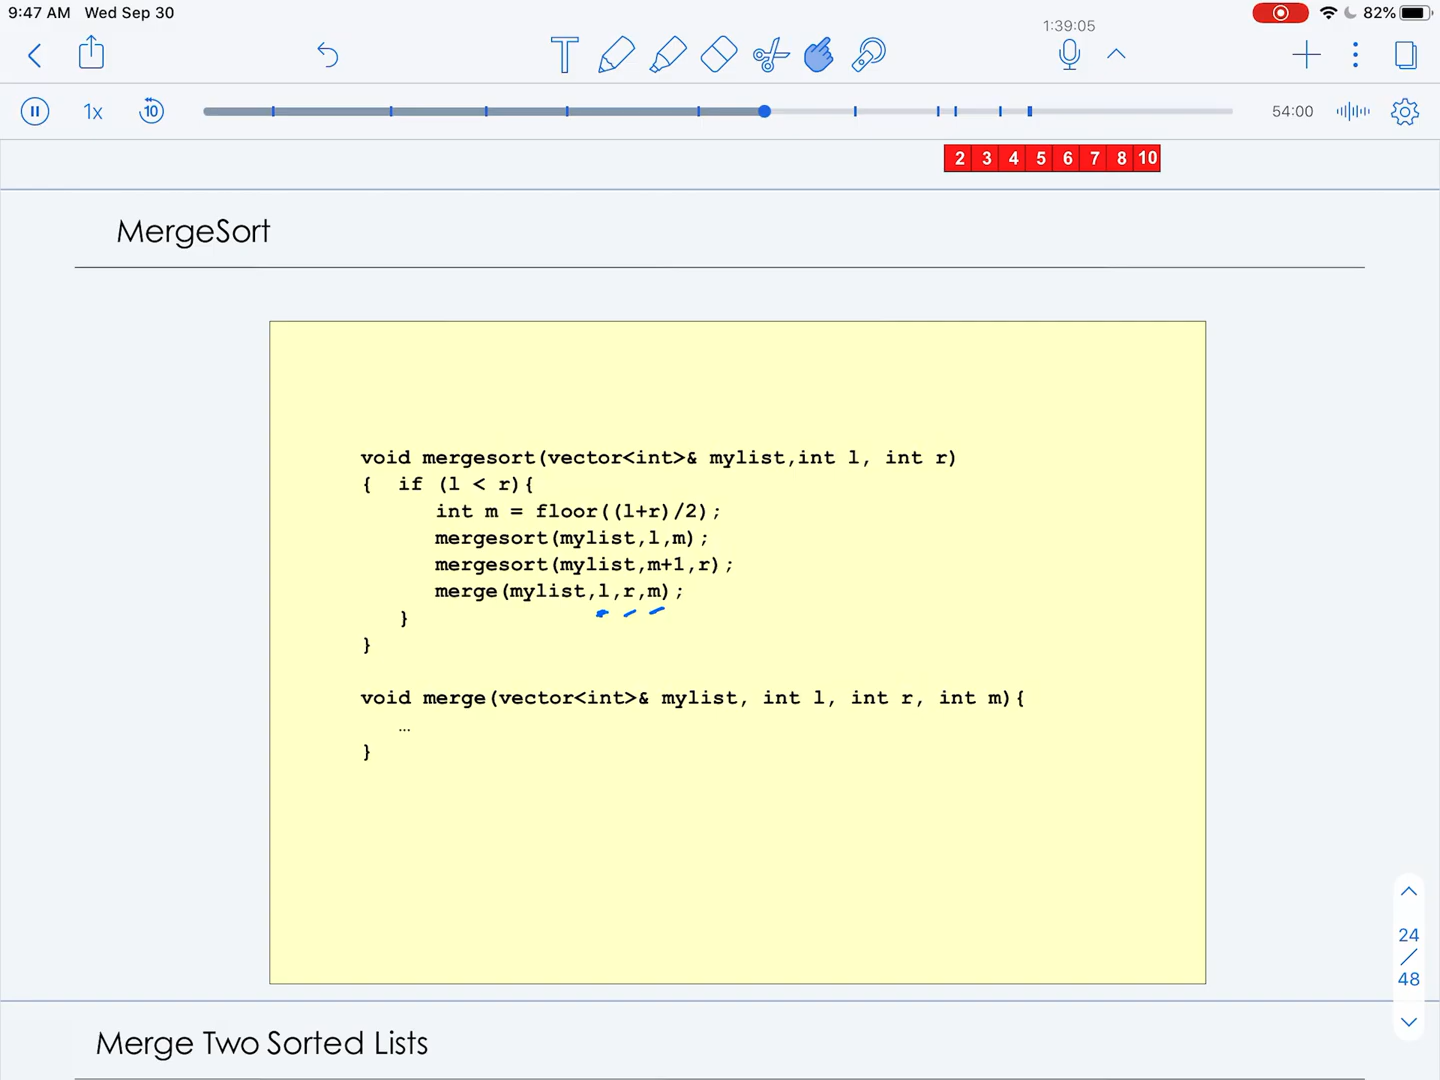 9:47 AM Wed Sep 30
82%
1:39:05
1x
10
54:00
2 3 4 5 6 7 8 10
MergeSort
void mergesort(vector<int>& mylist,int l, int r)
{ if (l < r){
int m = floor((l+r)/2);
mergesort(mylist,l,m);
mergesort(mylist,m+1,r);
merge(mylist,l,r,m);
}
}
void merge(vector<int>& mylist, int l, int r, int m){
…
}
24
/
48
Merge Two Sorted Lists